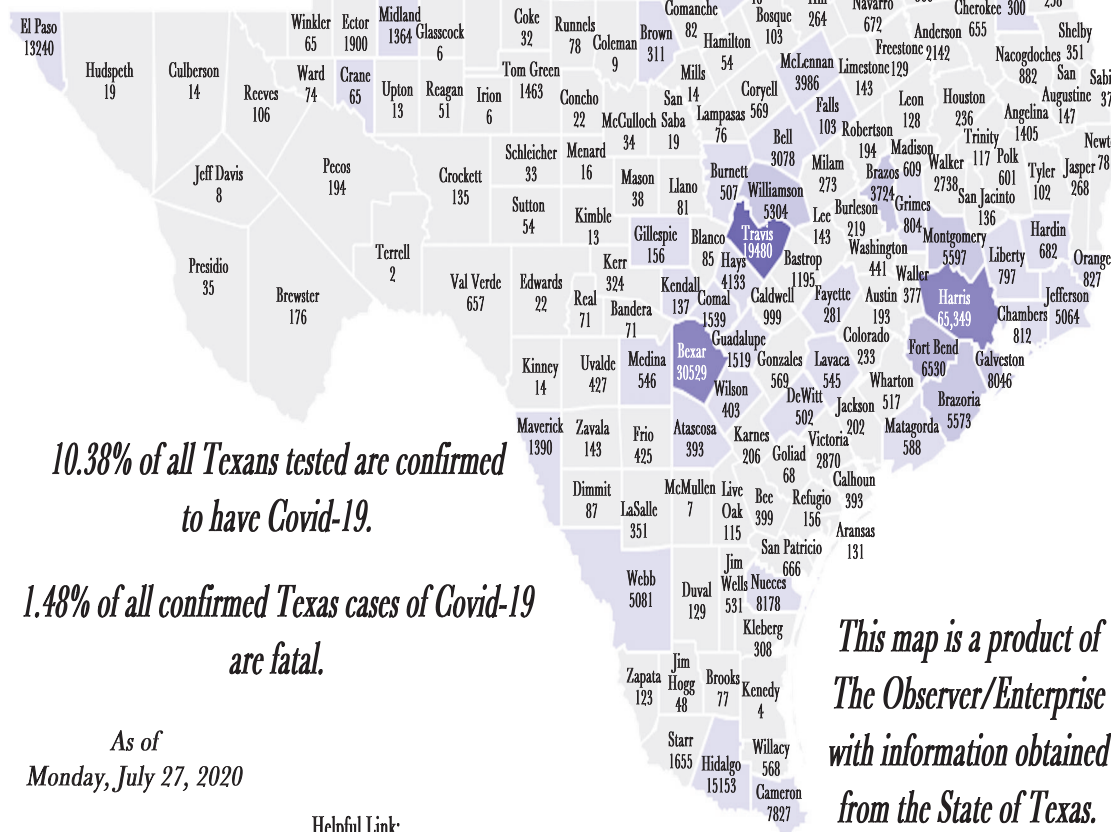 El Paso
13240
Hudspeth
19
Culberson
14
Reeves
106
Jeff Davis
8
Presidio
35
Brewster
176
Pecos
194
Terrell
2
Winkler
65
Ector
1900
Midland
1364
Glasscock
6
Ward
74
Crane
65
Upton
13
Reagan
51
Irion
6
Coke
32
Runnels
78
Coleman
9
Brown
311
Comanche
82
Hamilton
54
Bosque
103
264
Navarro
672
Anderson
2142
Cherokee
655
300
Shelby
351
Nacogdoches
882
Tom Green
1463
Concho
22
McCulloch
34
San
Saba
19
Mills
14
Lampasas
76
Coryell
569
McLennan
3986
Limestone
143
Freestone
129
Falls
103
Leon
128
Houston
236
Angelina
1405
San
Augustine
147
Sabi
37
Schleicher
33
Menard
16
Mason
38
Llano
81
Burnett
507
Bell
3078
Milam
273
Robertson
194
Madison
609
Brazos
3724
Walker
2738
Trinity
117
Polk
601
Tyler
102
Jasper
268
Newt
78
Crockett
135
Sutton
54
Kimble
13
Gillespie
156
Blanco
85
Williamson
5304
Travis
19480
Lee
143
Burleson
219
Grimes
804
San Jacinto
136
Montgomery
5597
Liberty
797
Hardin
682
Orange
827
Val Verde
657
Edwards
22
Real
71
Kerr
324
Bandera
71
Kendall
137
Comal
1539
Hays
4133
Caldwell
999
Bastrop
1195
Fayette
281
Washington
441
Austin
193
Waller
377
Harris
65,349
Chambers
812
Jefferson
5064
Kinney
14
Uvalde
427
Medina
546
Bexar
30529
Guadalupe
1519
Gonzales
569
Lavaca
545
Colorado
233
Wharton
517
Fort Bend
6530
Galveston
8046
Brazoria
5573
Matagorda
588
Maverick
1390
Zavala
143
Frio
425
Atascosa
393
Wilson
403
Karnes
206
DeWitt
502
Goliad
68
Victoria
2870
Jackson
202
Calhoun
393
Dimmit
87
LaSalle
351
McMullen
7
Live
Oak
115
Bee
399
Refugio
156
Aransas
131
San Patricio
666
Webb
5081
Duval
129
Jim
Wells
531
Nueces
8178
Kleberg
308
Zapata
123
Jim
Hogg
48
Brooks
77
Kenedy
4
Starr
1655
Hidalgo
15153
Willacy
568
Cameron
7827
10.38% of all Texans tested are confirmed
to have Covid-19.
1.48% of all confirmed Texas cases of Covid-19
are fatal.
As of
Monday, July 27, 2020
Helpful Link:
This map is a product of
The Observer/Enterprise
with information obtained
from the State of Texas.